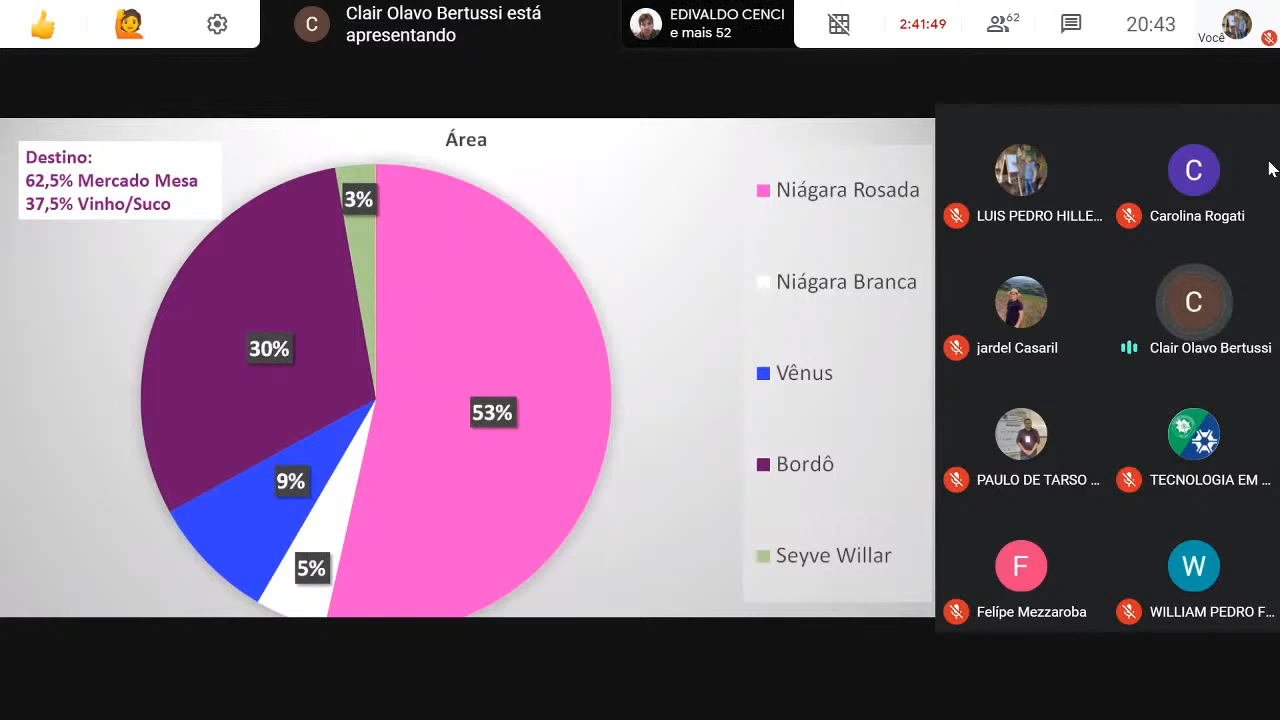 Clair Olavo Bertussi está
apresentando
EDIVALDO CENCI
e mais 52
2:41:49
62
20:43
Você
Área
Destino:
62,5% Mercado Mesa
37,5% Vinho/Suco
3%
30%
53%
9%
5%
Niágara Rosada
Niágara Branca
Vênus
Bordô
Seyve Willar
LUIS PEDRO HILLE...
C
Carolina Rogati
jardel Casaril
C
Clair Olavo Bertussi
PAULO DE TARSO ...
TECNOLOGIA EM ...
F
Felípe Mezzaroba
W
WILLIAM PEDRO F...
C